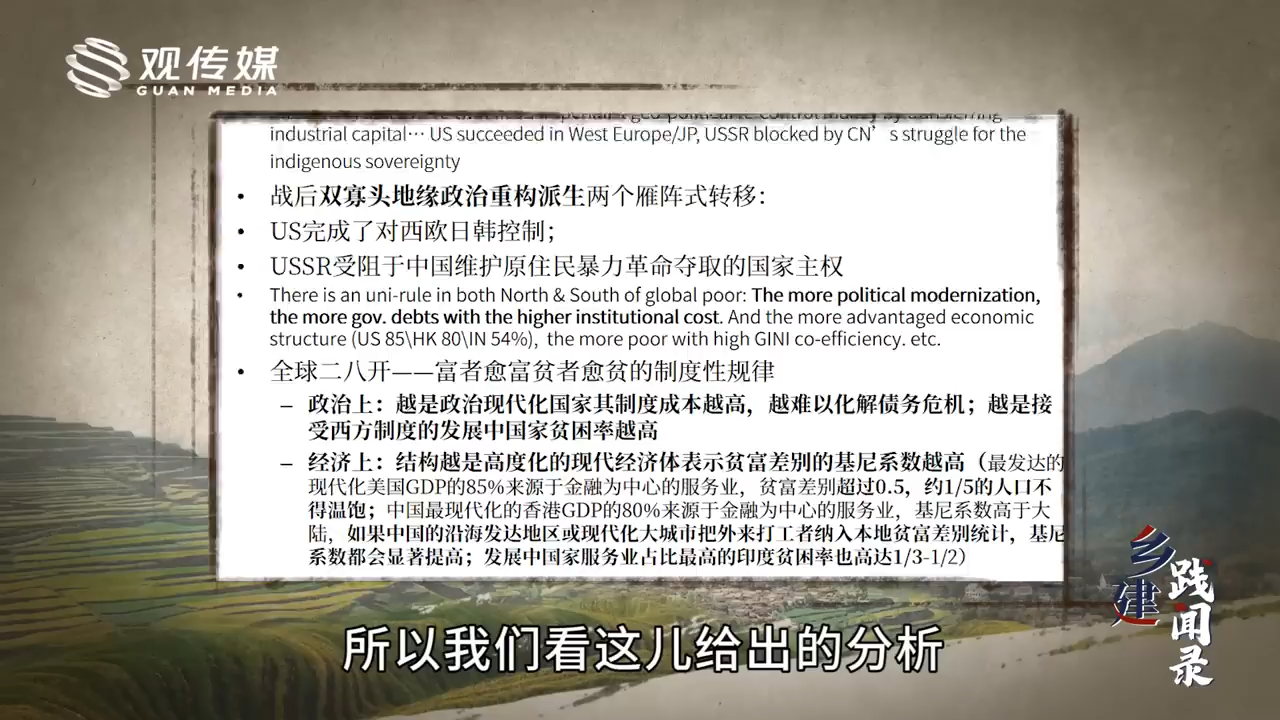 观传媒
GUAN MEDIA
industrial capital… US succeeded in West Europe/JP, USSR blocked by CN’s struggle for the
indigenous sovereignty
• 战后双寡头地缘政治重构派生两个雁阵式转移：
• US完成了对西欧日韩控制；
• USSR受阻于中国维护原住民暴力革命夺取的国家主权
• There is an uni-rule in both North & South of global poor: The more political modernization,
the more gov. debts with the higher institutional cost. And the more advantaged economic
structure (US 85\HK 80\IN 54%), the more poor with high GINI co-efficiency. etc.
• 全球二八开——富者愈富贫者愈贫的制度性规律
– 政治上：越是政治现代化国家其制度成本越高，越难以化解债务危机；越是接
受西方制度的发展中国家贫困率越高
– 经济上：结构越是高度化的现代经济体表示贫富差别的基尼系数越高（最发达的
现代化美国GDP的85%来源于金融为中心的服务业，贫富差别超过0.5，约1/5的人口不
得温饱；中国最现代化的香港GDP的80%来源于金融为中心的服务业，基尼系数高于大
陆，如果中国的沿海发达地区或现代化大城市把外来打工者纳入本地贫富差别统计，基尼
系数都会显著提高；发展中国家服务业占比最高的印度贫困率也高达1/3-1/2）
乡建
践闻录
所以我们看这儿给出的分析